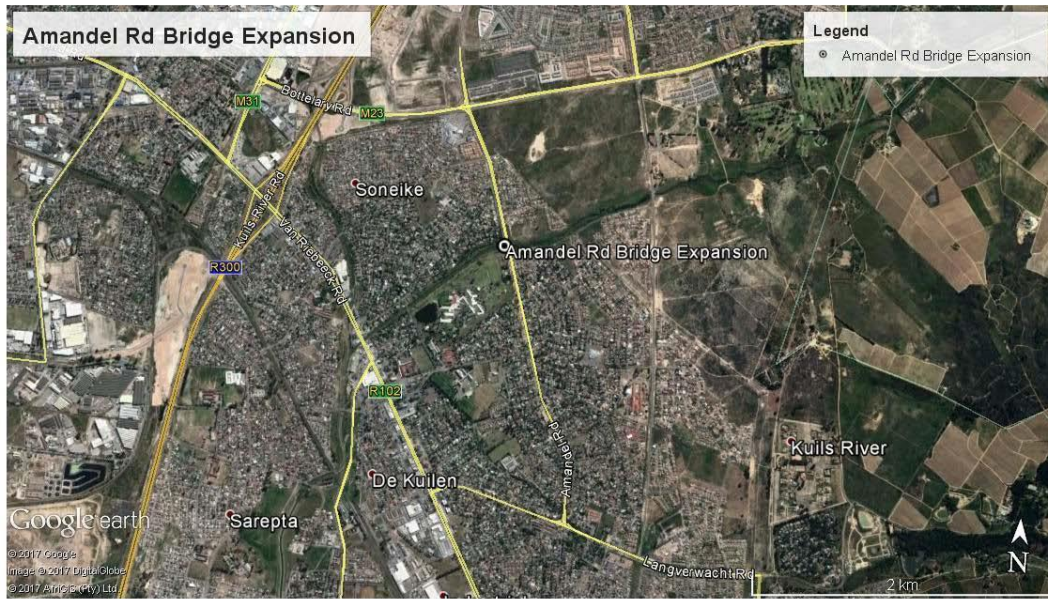 Amandel Rd Bridge Expansion
Legend
Amandel Rd Bridge Expansion
M31
Bottelary Rd
M23
Kuils River Rd
Soneike
Van Riebeeck Rd
R300
Amandel Rd Bridge Expansion
R102
Amandel Rd
Kuils River
De Kuilen
Sarepta
Langverwacht Rd
Google earth
© 2017 Google
Image © 2017 DigitalGlobe
© 2017 AfriGIS (Pty) Ltd.
N
2 km